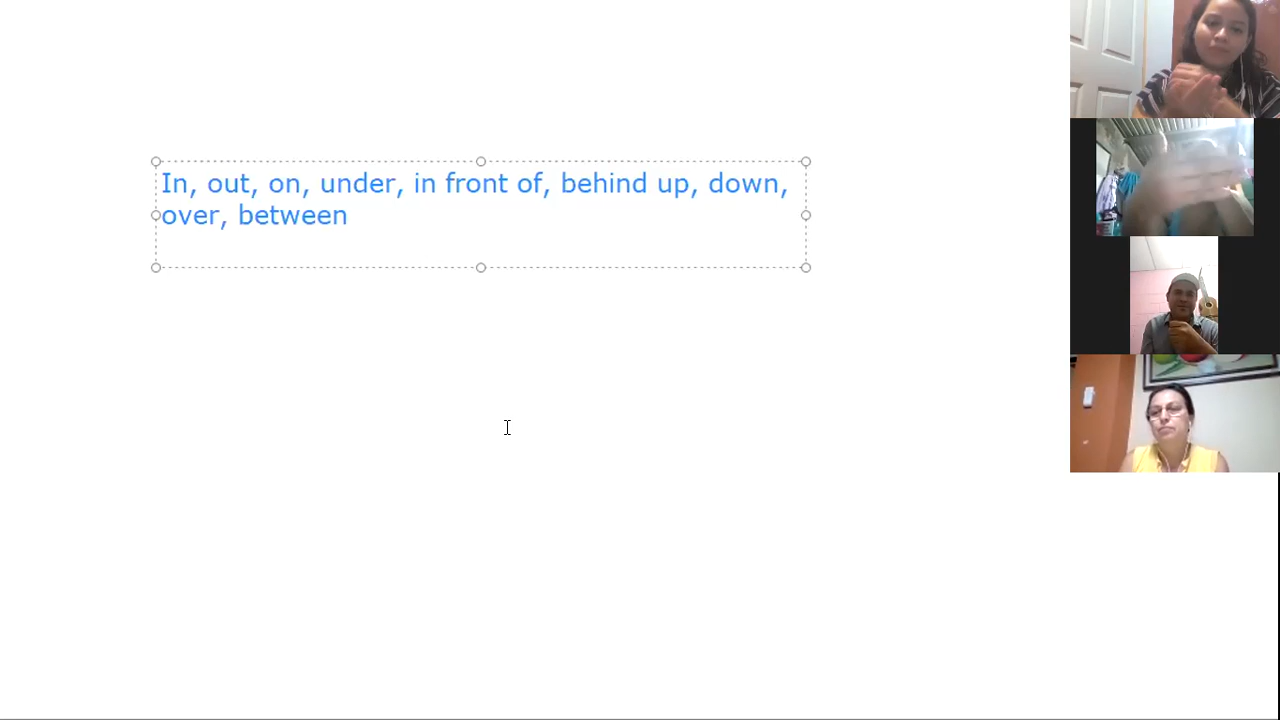 In, out, on, under, in front of, behind up, down,
over, between